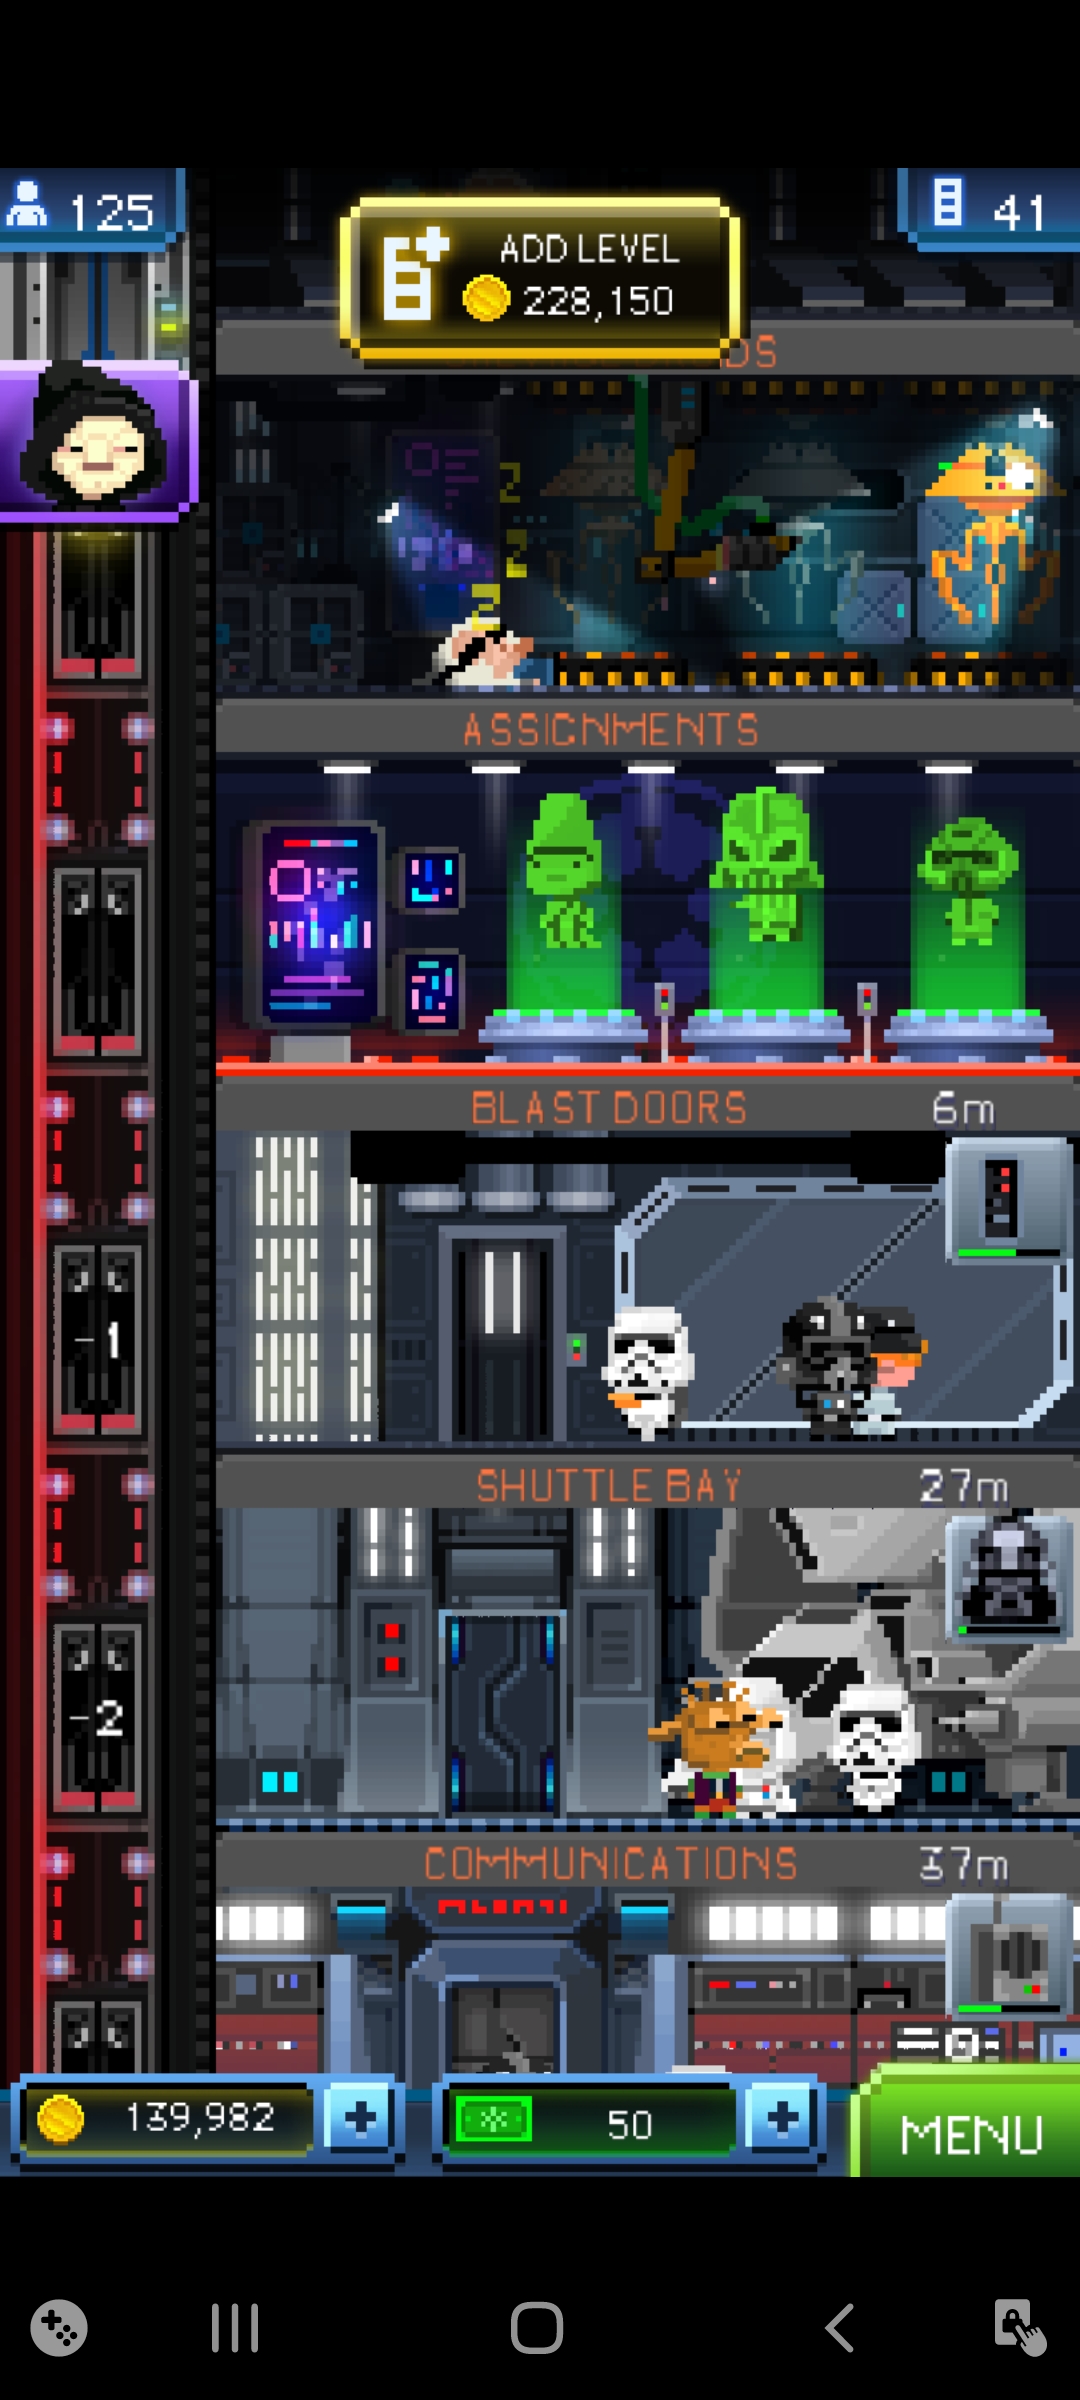 125
ADD LEVEL
228,150
41
ASSIGNMENTS
BLAST DOORS 6m
-1
SHUTTLE BAY 27m
-2
COMMUNICATIONS 37m
139,982
50
MENU